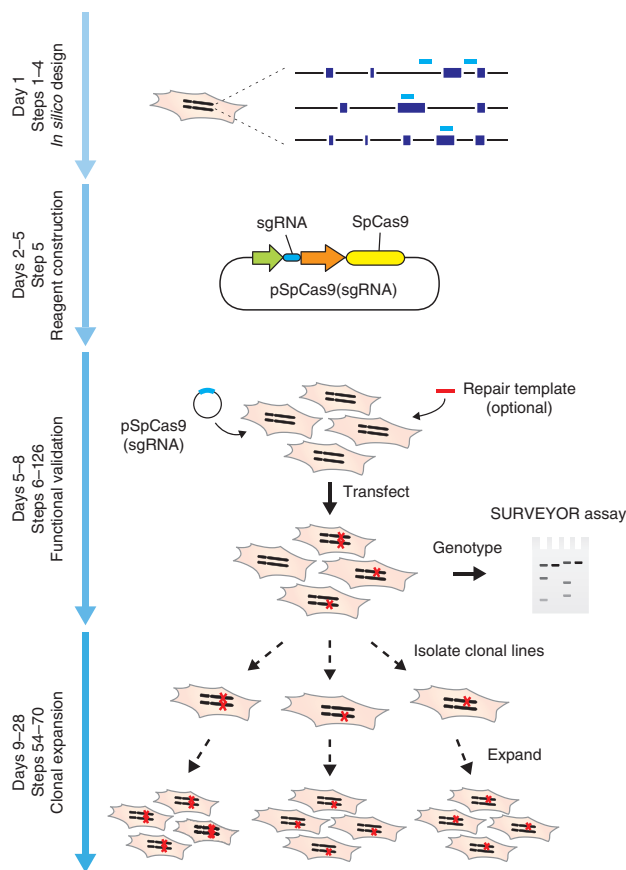 Day 1
Steps 1–4
In silico design
Days 2–5
Step 5
Reagent construction
sgRNA
SpCas9
pSpCas9(sgRNA)
Days 5–8
Steps 6–126
Functional validation
pSpCas9
(sgRNA)
Repair template
(optional)
Transfect
SURVEYOR assay
Genotype
Days 9–28
Steps 54–70
Clonal expansion
Isolate clonal lines
Expand